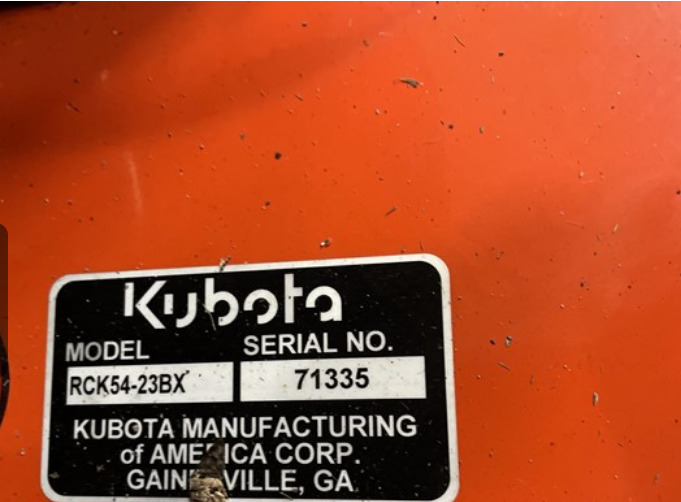 Kubota
MODEL SERIAL NO.
RCK54-23BX 71335
KUBOTA MANUFACTURING
of AMERICA CORP.
GAINESVILLE, GA